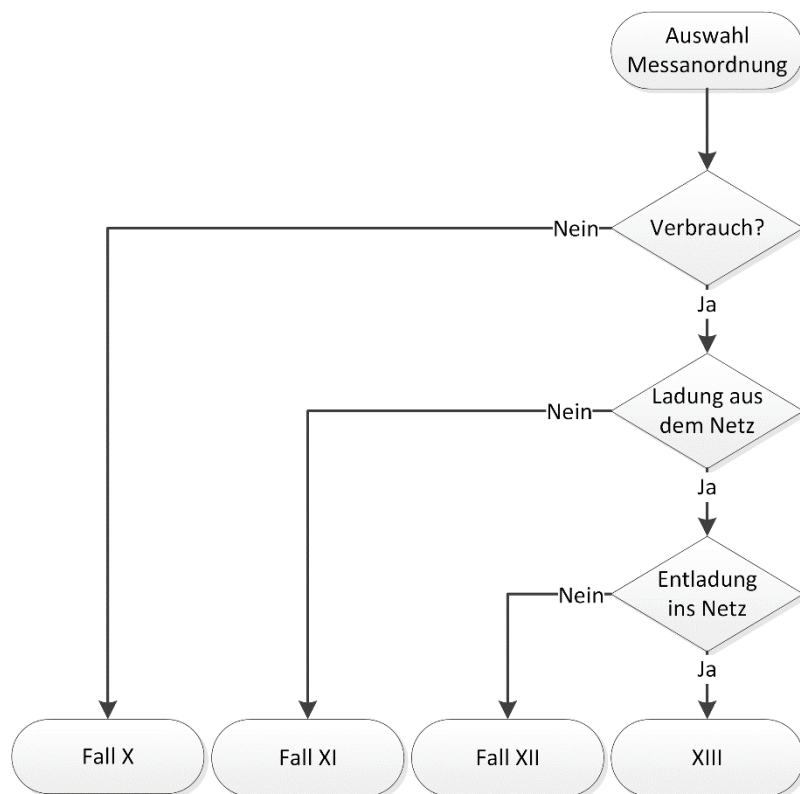 Auswahl
Messanordnung
Nein
Verbrauch?
Ja
Nein
Ladung aus
dem Netz
Ja
Nein
Entladung
ins Netz
Ja
Fall X
Fall XI
Fall XII
XIII